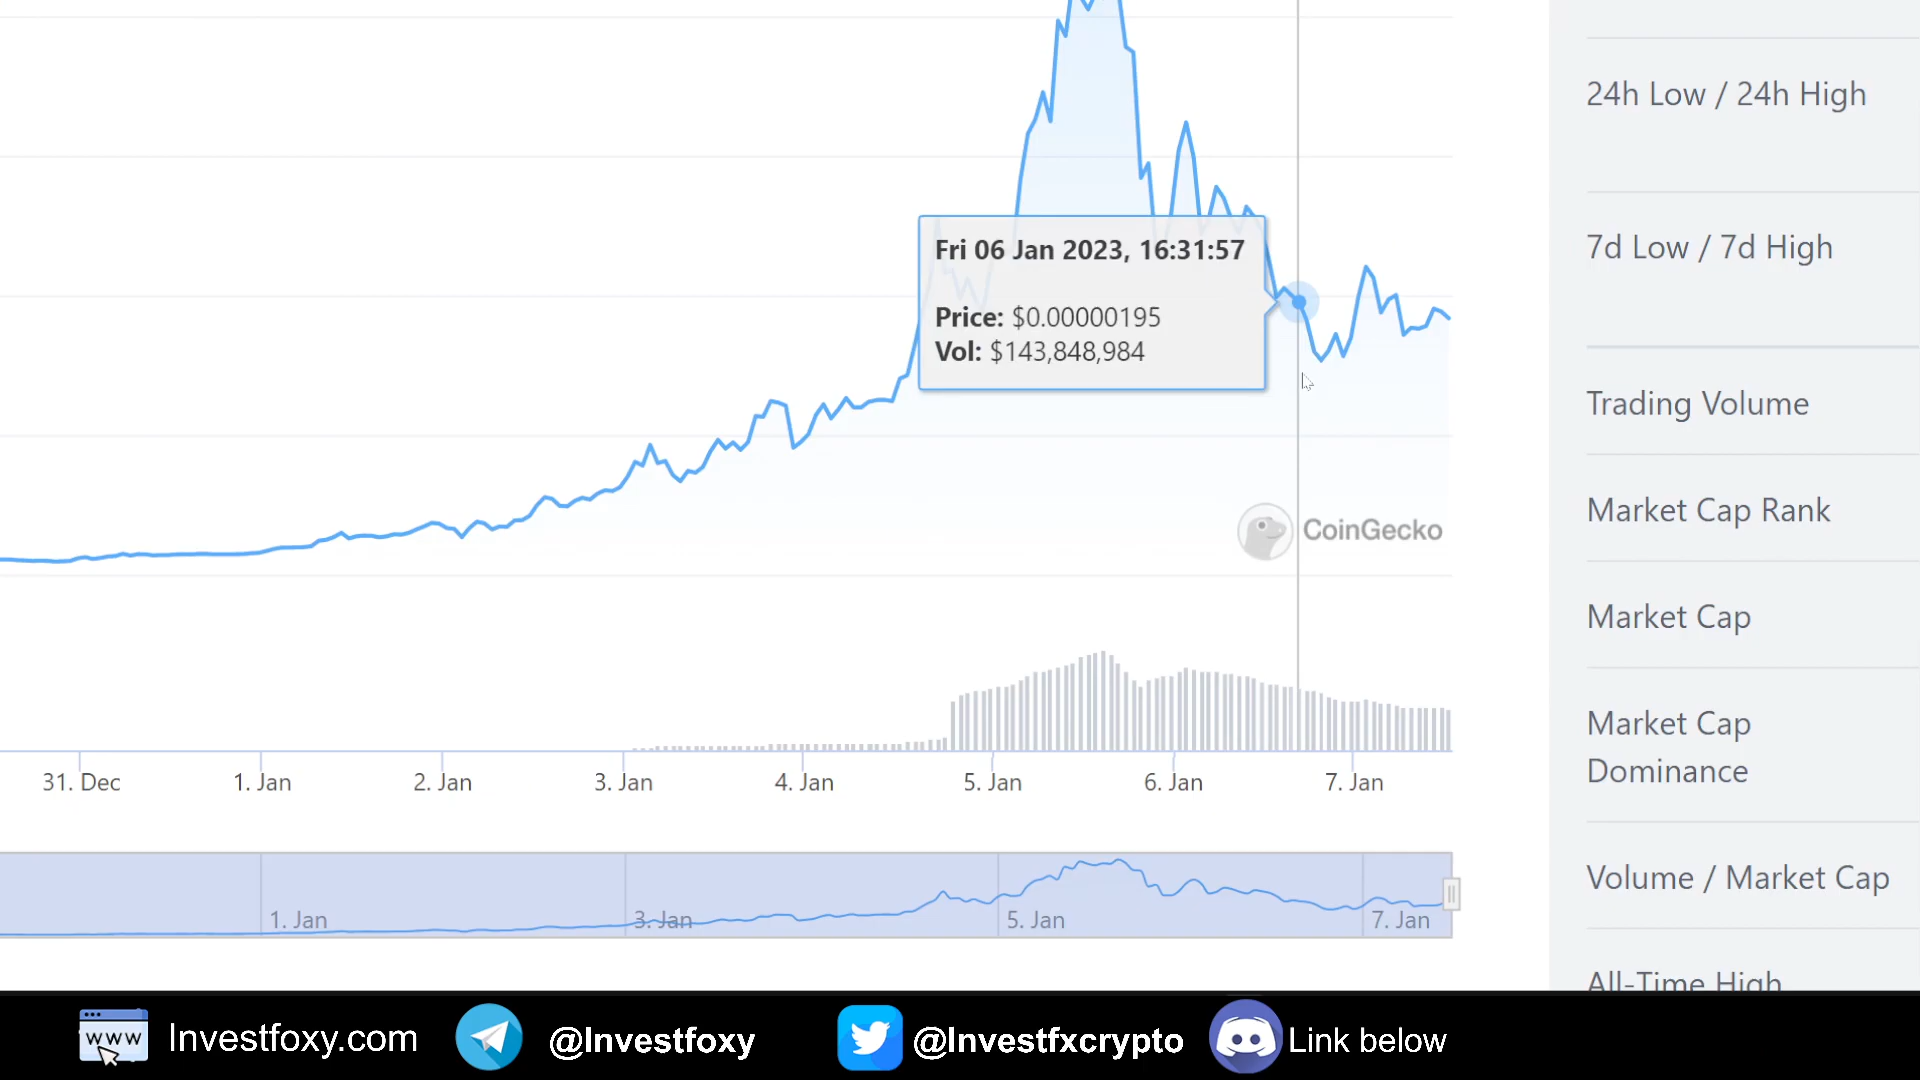 24h Low / 24h High
7d Low / 7d High
Fri 06 Jan 2023, 16:31:57
Price: $0.00000195
Vol: $143,848,984
Trading Volume
Market Cap Rank
CoinGecko
Market Cap
Market Cap
Dominance
31. Dec
1. Jan
2. Jan
3. Jan
4. Jan
5. Jan
6. Jan
7. Jan
Volume / Market Cap
1. Jan
3. Jan
5. Jan
7. Jan
All-Time High
www
Investfoxy.com
@Investfoxy
@Investfxcrypto
Link below